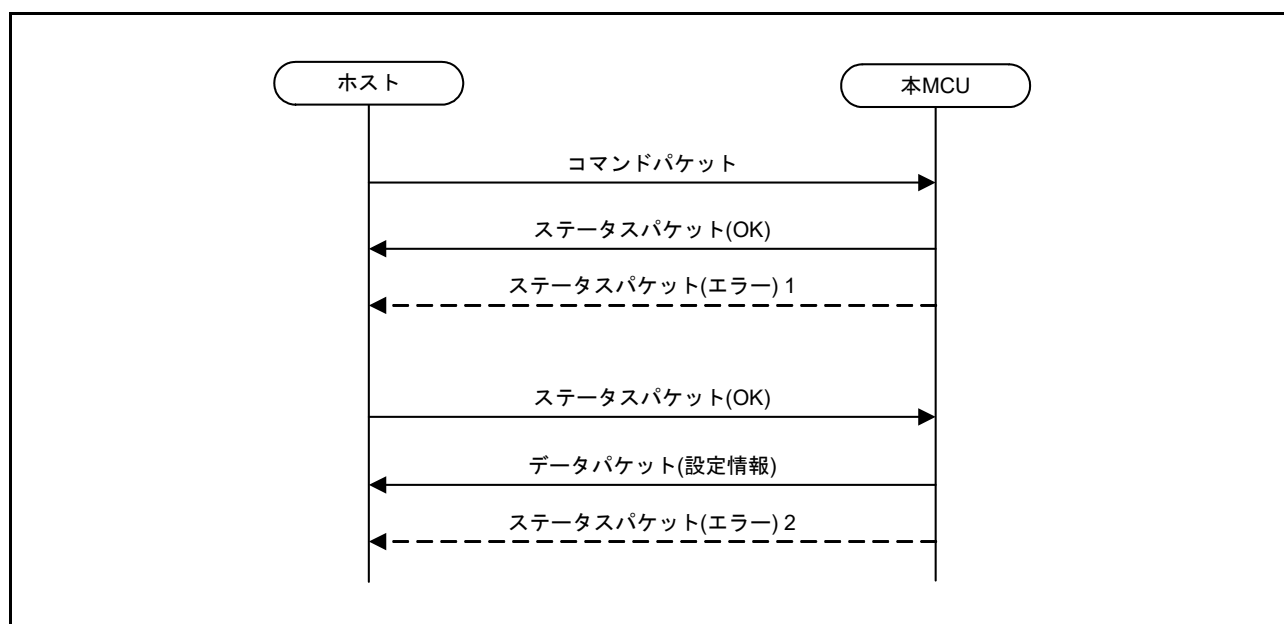 ホスト
本MCU
コマンドパケット
ステータスパケット(OK)
ステータスパケット(エラー) 1
ステータスパケット(OK)
データパケット(設定情報)
ステータスパケット(エラー) 2